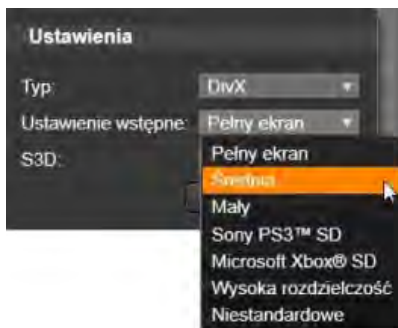 Ustawienia
Typ: DivX
Ustawienie wstępne: Pełny ekran
S3D:
Pełny ekran
Średnia
Mały
Sony PS3™ SD
Microsoft Xbox® SD
Wysoka rozdzielczość
Niestandardowe